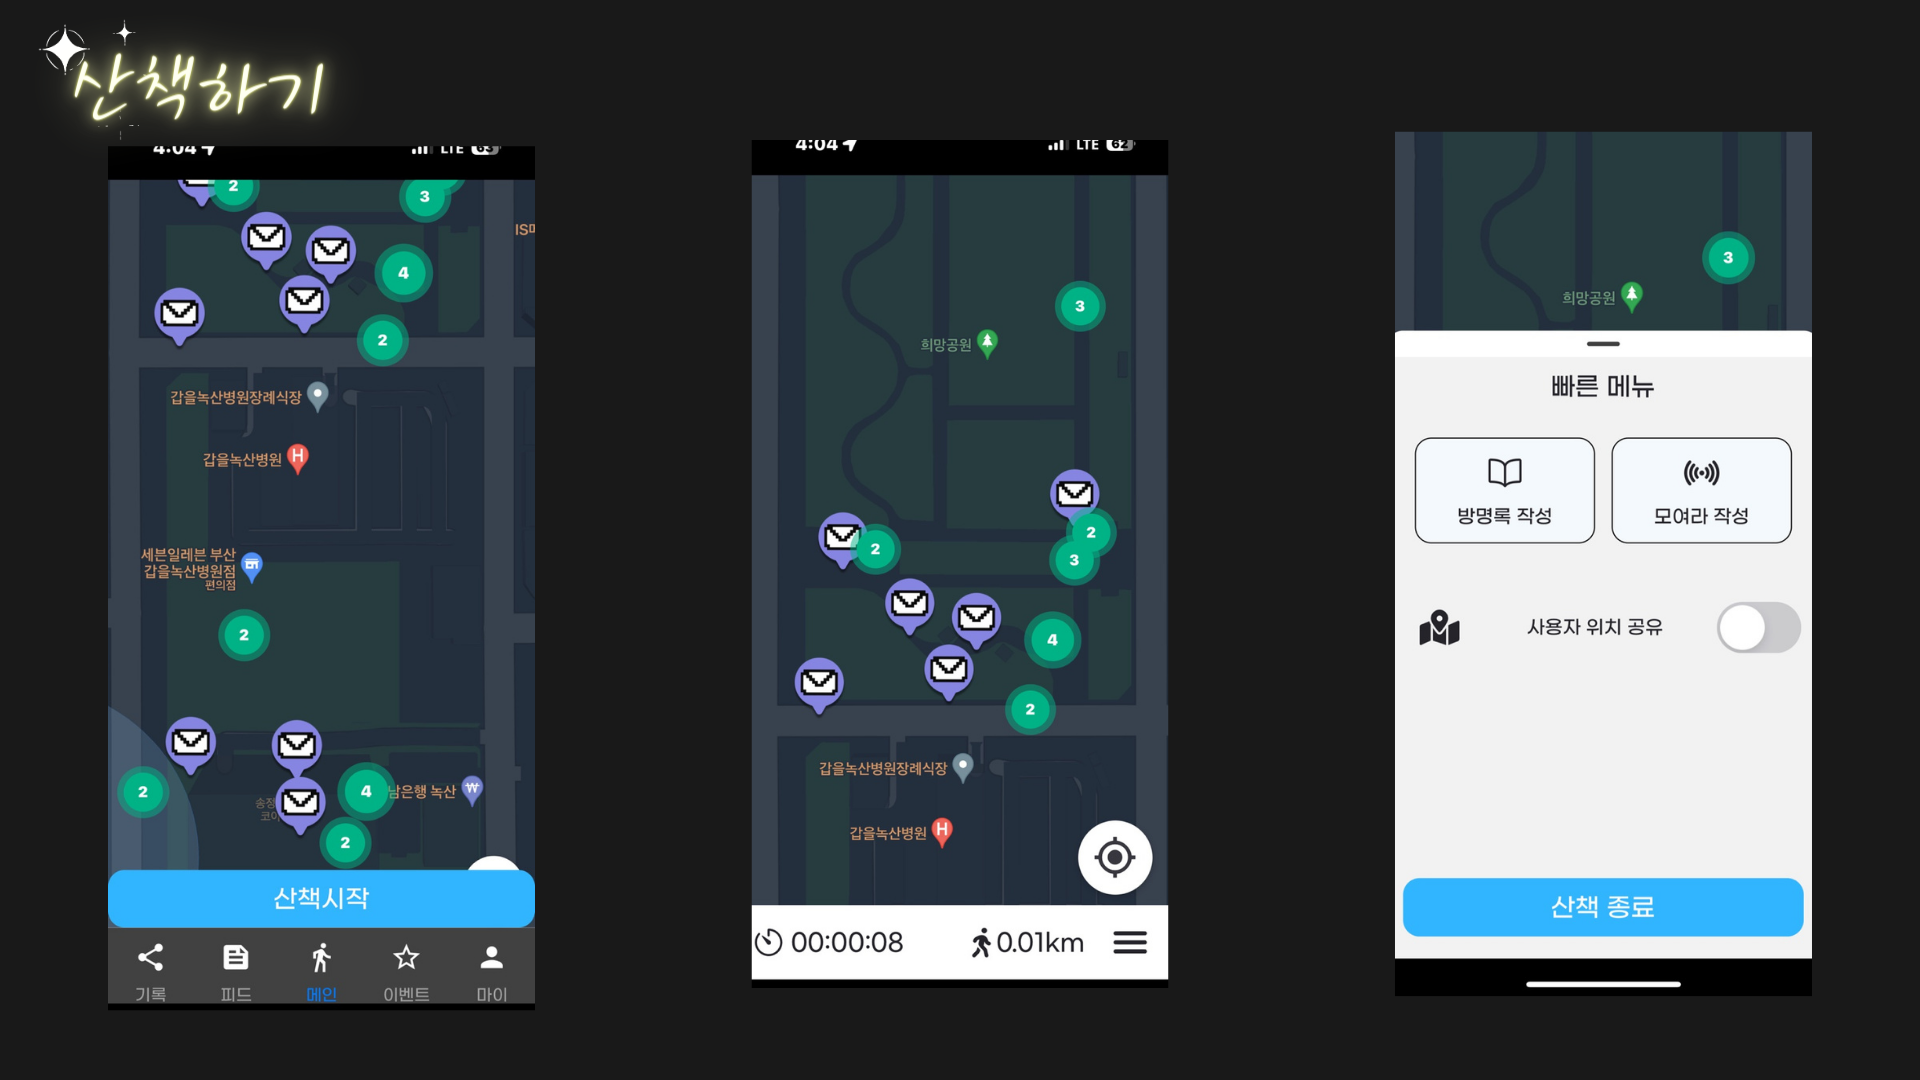 산책하기
4:04
LTE 63
2
3
IS마
4
2
갑을녹산병원장례식장
갑을녹산병원
H
세븐일레븐 부산
갑을녹산병원점
편의점
2
2
4
남은행 녹산
₩
송정
2
산책시작
기록
피드
메인
이벤트
마이
4:04
LTE 62
3
희망공원
2
2
3
4
2
갑을녹산병원장례식장
갑을녹산병원
H
00:00:08
0.01km
3
희망공원
빠른 메뉴
방명록 작성
모여라 작성
사용자 위치 공유
산책 종료